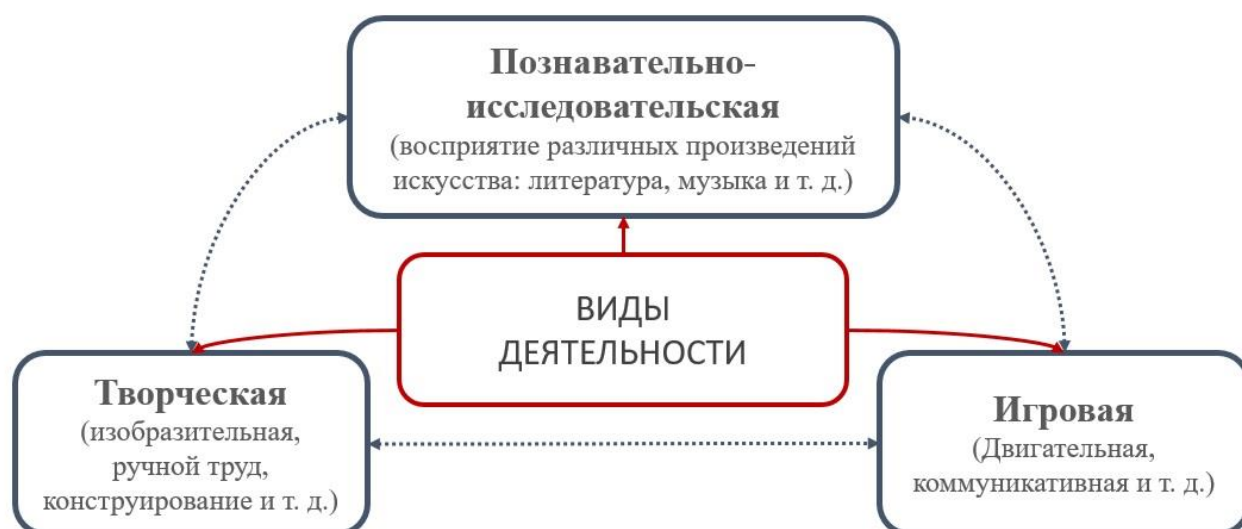 Познавательно-
исследовательская
(восприятие различных произведений
искусства: литература, музыка и т. д.)
ВИДЫ
ДЕЯТЕЛЬНОСТИ
Творческая
(изобразительная,
ручной труд,
конструирование и т. д.)
Игровая
(Двигательная,
коммуникативная и т. д.)